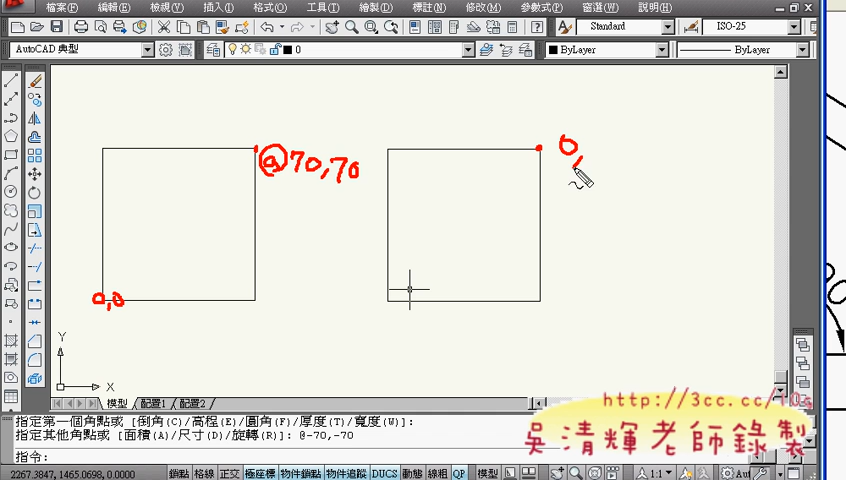 檔案(F) 編輯(E) 檢視(V) 插入(I) 格式(O) 工具(T) 繪製(D) 標註(N) 修改(M) 參數式(P) 視窗(W) 說明(H)
Standard ISO-25
AutoCAD 典型 0 ByLayer ByLayer
@70,70
0,
0,0
Y
X
模型 配置1 配置2
http://3cc.cc/10s
指定第一個角點或 [倒角(C)/高程(E)/圓角(F)/厚度(T)/寬度(W)]:
指定其他角點或 [面積(A)/尺寸(D)/旋轉(R)]: @-70,-70
吳清輝老師錄製
指令:
2267.3847, 1465.0698, 0.0000 鎖點 格線 正交 極座標 物件鎖點 物件追蹤 DUCS 動態 線粗 QP 模型 1:1